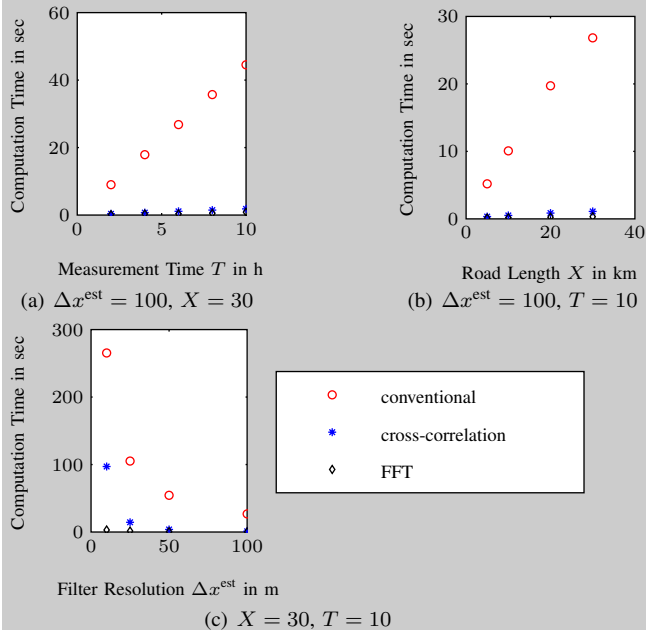 60
40
20
0
0 5 10
Computation Time in sec
Measurement Time T in h
(a) Δx^est = 100, X = 30
30
20
10
0
0 20 40
Computation Time in sec
Road Length X in km
(b) Δx^est = 100, T = 10
300
200
100
0
0 50 100
Computation Time in sec
Filter Resolution Δx^est in m
(c) X = 30, T = 10
conventional
cross-correlation
FFT